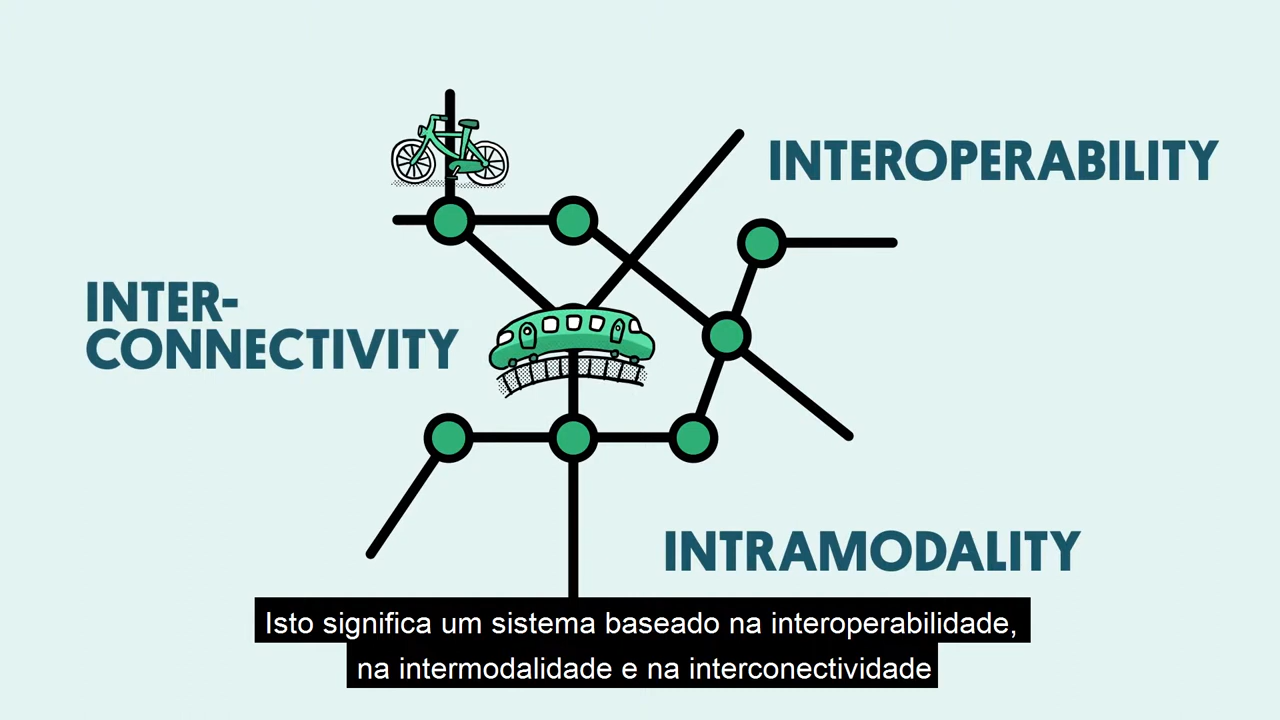 INTEROPERABILITY
INTER-
CONNECTIVITY
INTRAMODALITY
Isto significa um sistema baseado na interoperabilidade,
na intermodalidade e na interconectividade